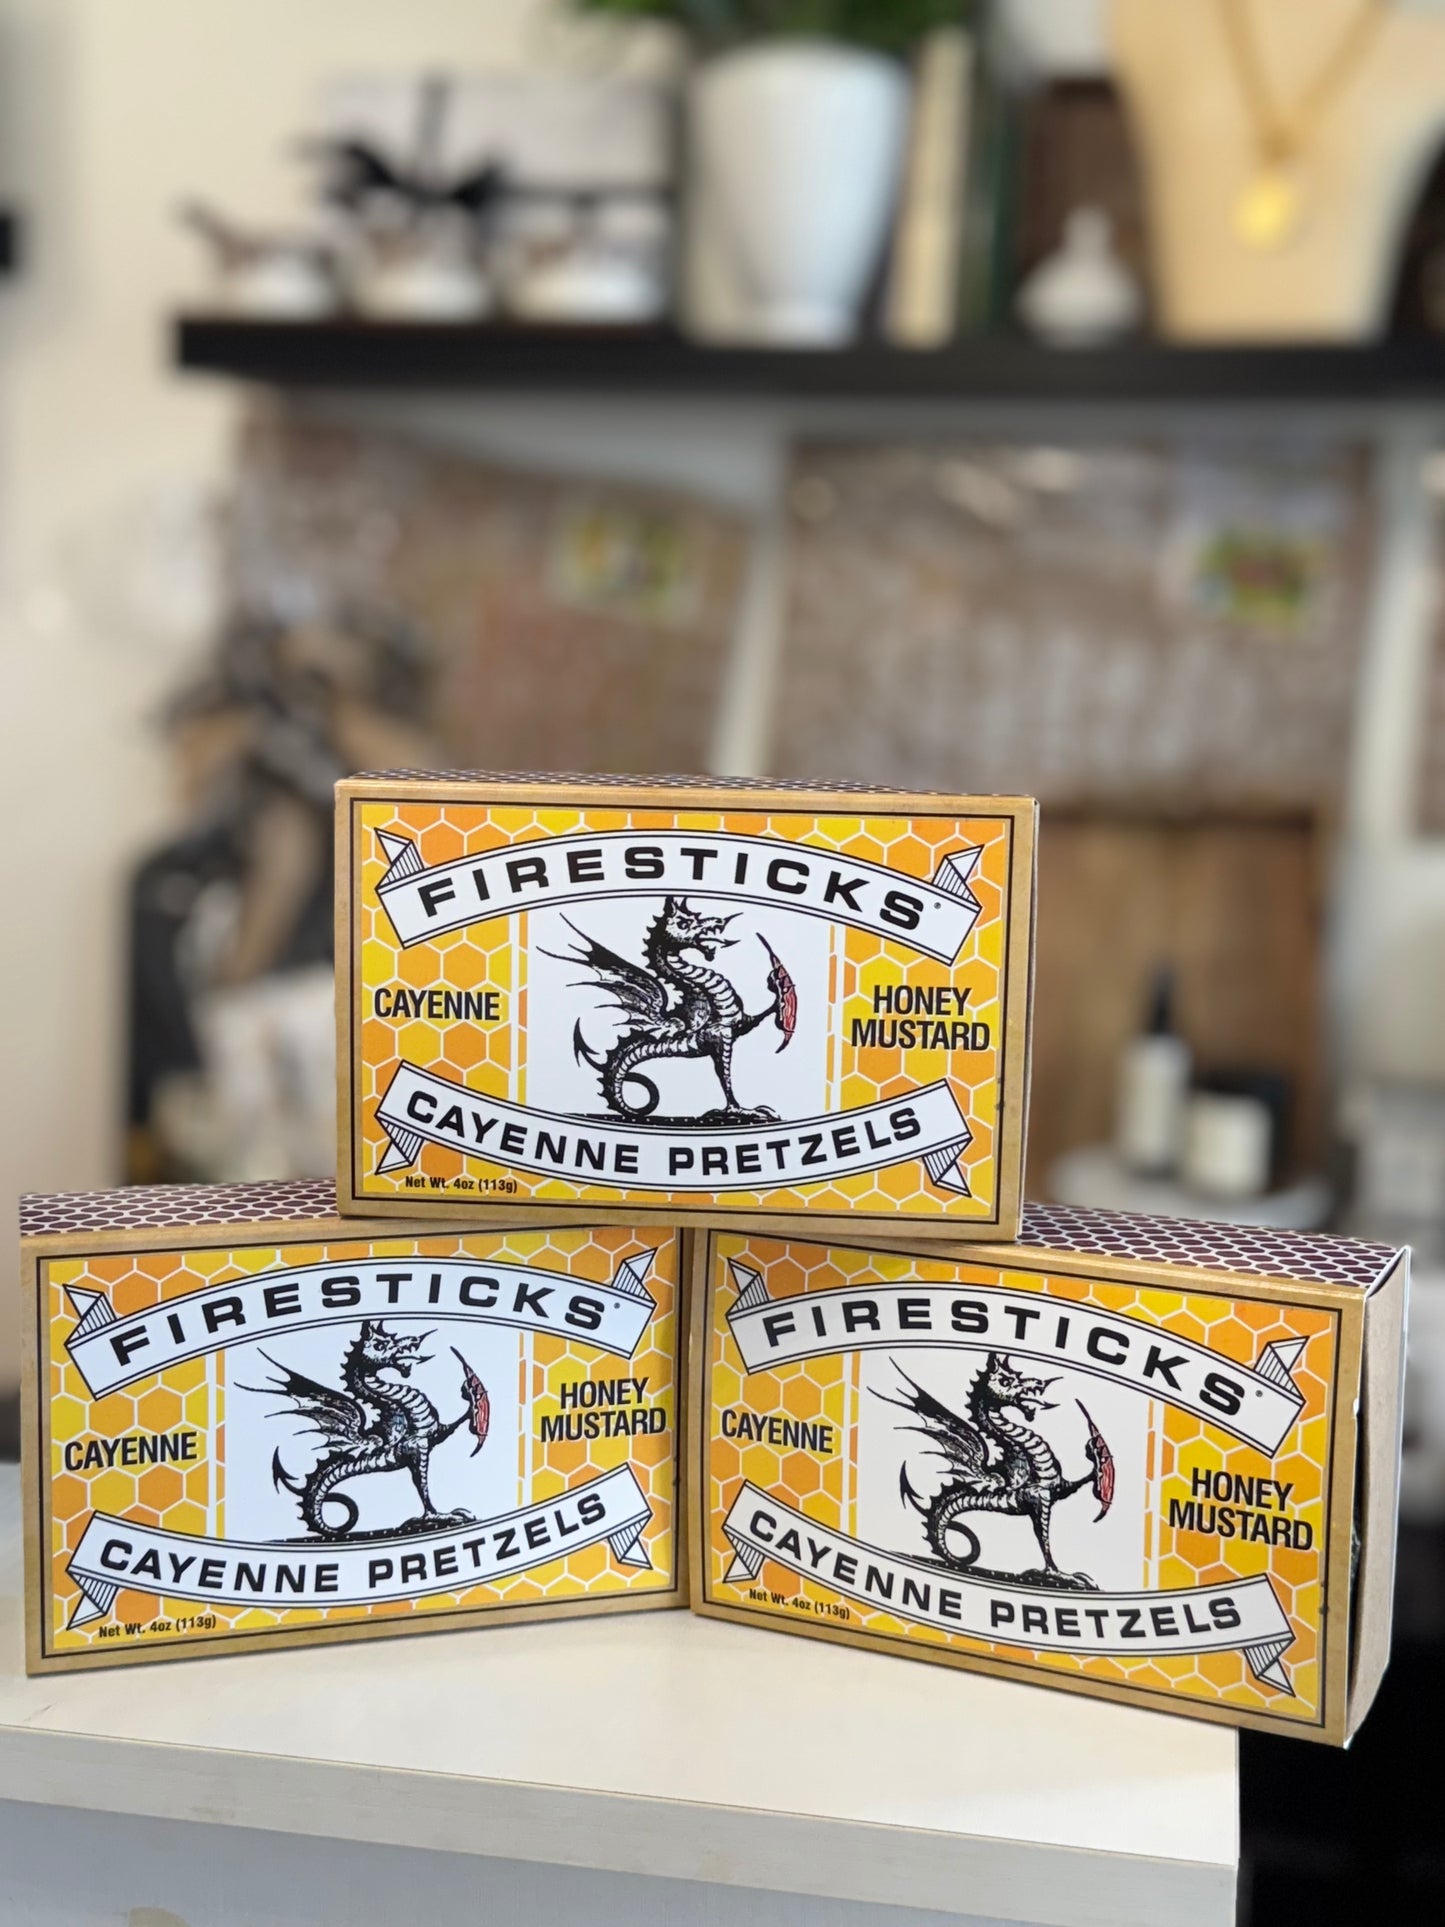 FIRESTICKS®
CAYENNE
HONEY
MUSTARD
CAYENNE PRETZELS
Net Wt. 4oz (113g)
FIRESTICKS®
CAYENNE
HONEY
MUSTARD
CAYENNE PRETZELS
Net Wt. 4oz (113g)
FIRESTICKS®
CAYENNE
HONEY
MUSTARD
CAYENNE PRETZELS
Net Wt. 4oz (113g)